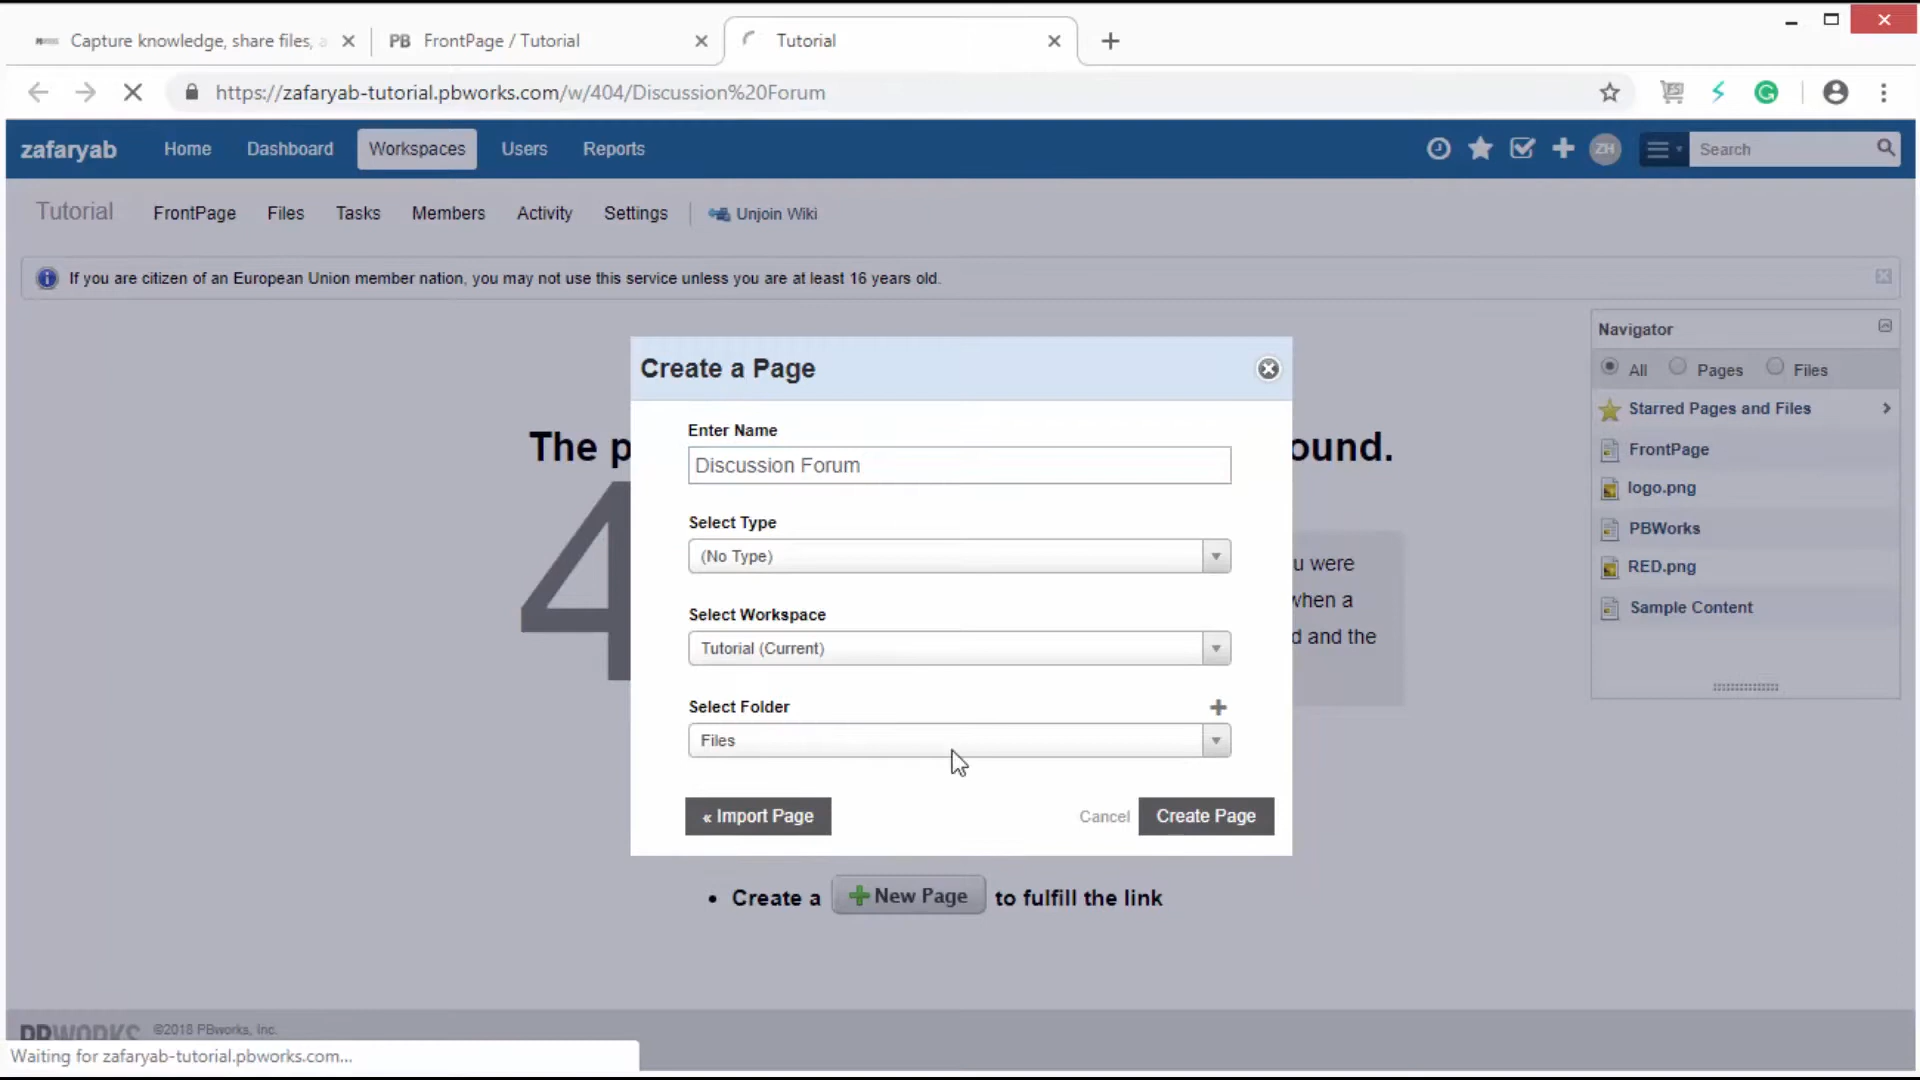 Capture knowledge, share files, a
PB FrontPage / Tutorial
Tutorial
https://zafaryab-tutorial.pbworks.com/w/404/Discussion%20Forum
zafaryab Home Dashboard Workspaces Users Reports ZH Search
Tutorial FrontPage Files Tasks Members Activity Settings Unjoin Wiki
If you are citizen of an European Union member nation, you may not use this service unless you are at least 16 years old.
Navigator
All Pages Files
Starred Pages and Files
FrontPage
logo.png
PBWorks
RED.png
Sample Content
The p
ound.
4
u were
when a
d and the
Create a Page
Enter Name
Discussion Forum
Select Type
(No Type)
Select Workspace
Tutorial (Current)
Select Folder +
Files
« Import Page Cancel Create Page
• Create a New Page to fulfill the link
PBWORKS ©2018 PBworks, Inc.
Waiting for zafaryab-tutorial.pbworks.com...